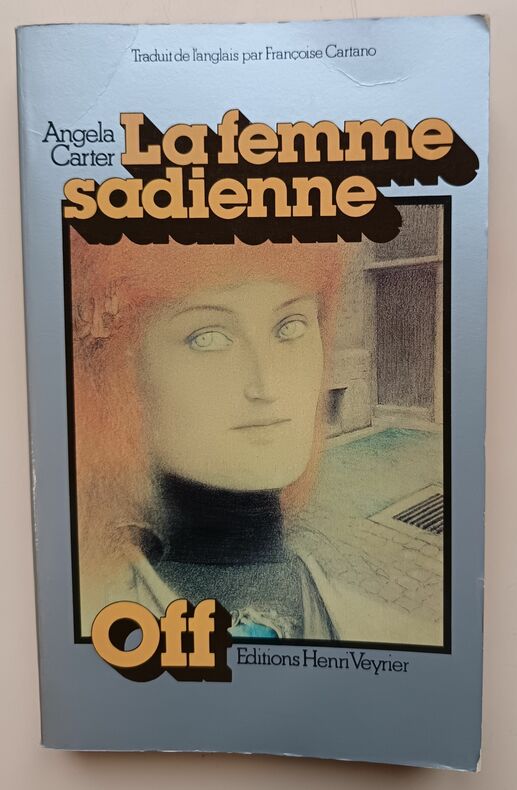 Traduit de l'anglais par Françoise Cartano
Angela
Carter
La femme
sadienne
Off
Editions Henri Veyrier